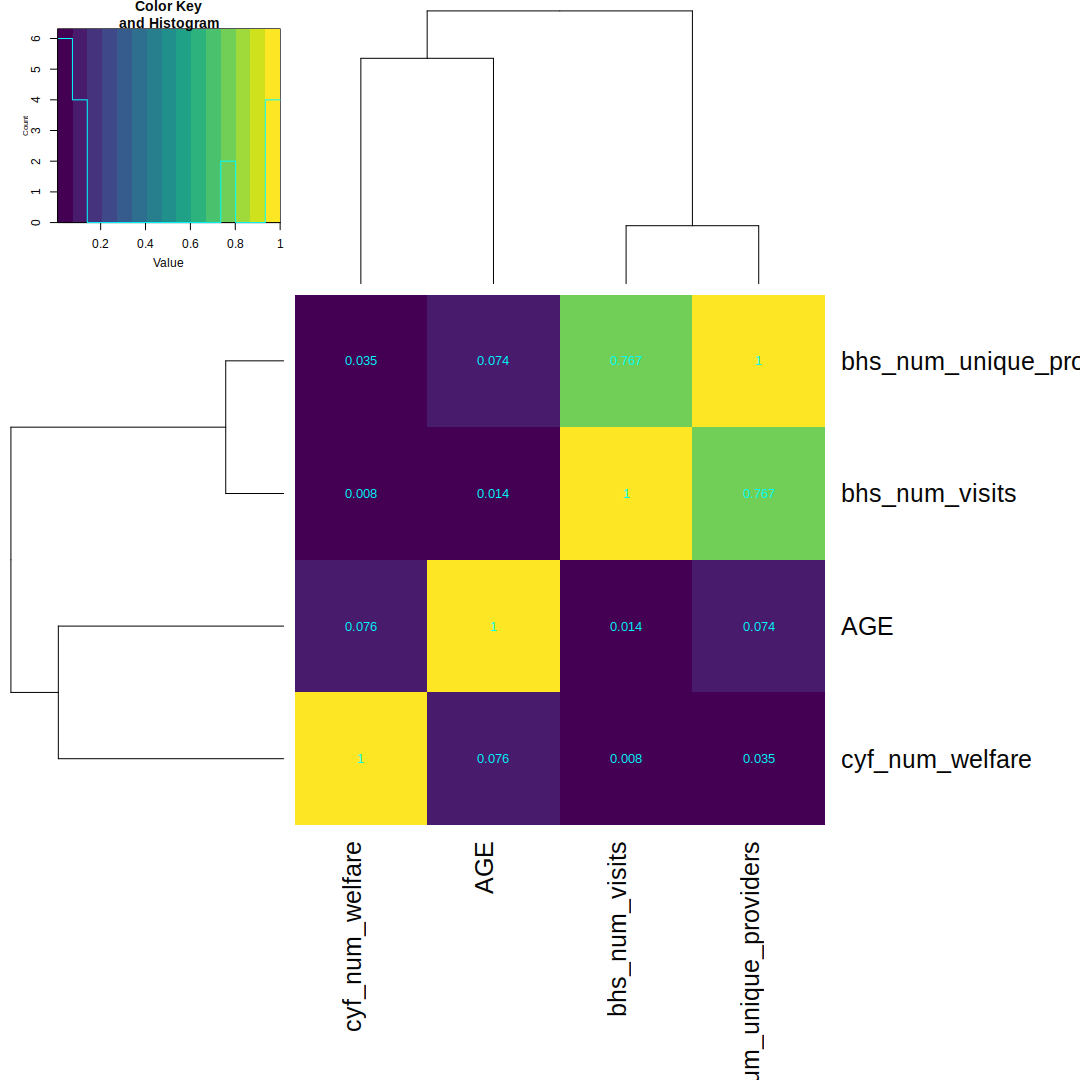 Color Key
and Histogram
Count
0 1 2 3 4 5 6
0.2 0.4 0.6 0.8 1
Value
0.035 0.074 0.767 1 bhs_num_unique_pro
0.008 0.014 1 0.767 bhs_num_visits
0.076 1 0.014 0.074 AGE
1 0.076 0.008 0.035 cyf_num_welfare
cyf_num_welfare
AGE
bhs_num_visits
um_unique_providers